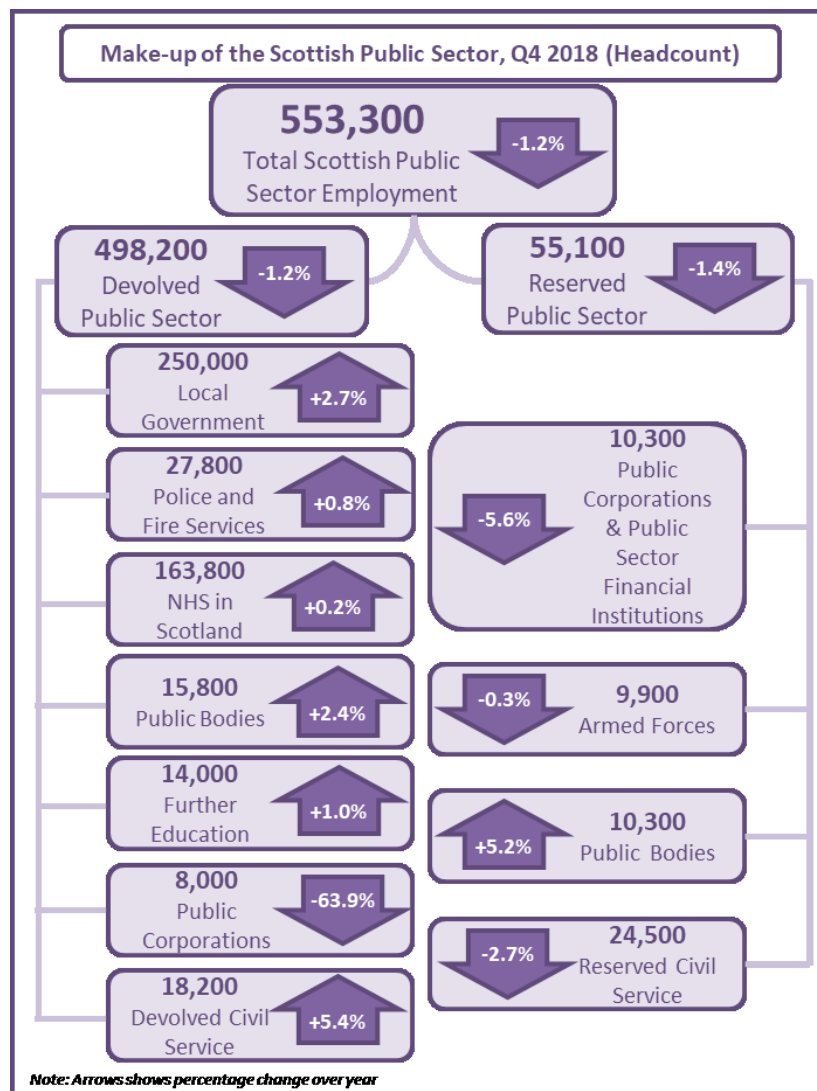 Make-up of the Scottish Public Sector, Q4 2018 (Headcount)
553,300
Total Scottish Public
Sector Employment
-1.2%
498,200
Devolved
Public Sector
-1.2%
55,100
Reserved
Public Sector
-1.4%
250,000
Local
Government
+2.7%
27,800
Police and
Fire Services
+0.8%
163,800
NHS in
Scotland
+0.2%
15,800
Public Bodies
+2.4%
14,000
Further
Education
+1.0%
8,000
Public
Corporations
-63.9%
18,200
Devolved Civil
Service
+5.4%
-5.6%
10,300
Public
Corporations
& Public
Sector
Financial
Institutions
-0.3%
9,900
Armed Forces
+5.2%
10,300
Public Bodies
-2.7%
24,500
Reserved Civil
Service
Note: Arrows shows percentage change over year